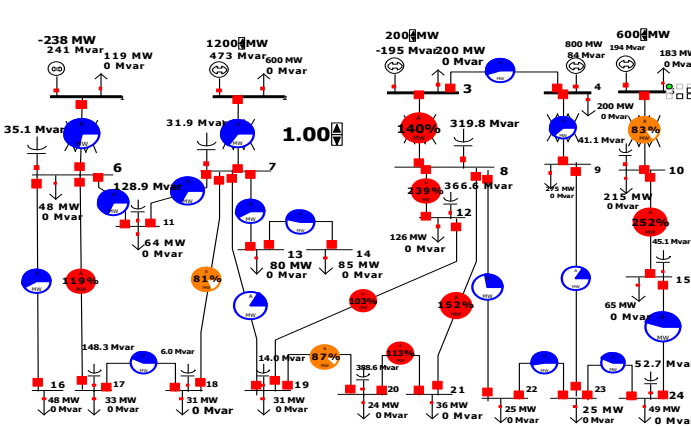 -238 MW
241 Mvar
119 MW
0 Mvar
1200 MW
473 Mvar
600 MW
0 Mvar
200 MW
-195 Mvar
200 MW
0 Mvar
800 MW
84 Mvar
600 MW
194 Mvar
183 MW
0 Mvar
3
4
200 MW
0 Mvar
35.1 Mvar
31.9 Mvar
1.00
140%
319.8 Mvar
41.1 Mvar
83%
6
7
8
9
10
128.9 Mvar
239%
366.6 Mvar
275 MW
0 Mvar
215 MW
0 Mvar
48 MW
0 Mvar
11
12
252%
64 MW
0 Mvar
126 MW
0 Mvar
45.1 Mvar
13
80 MW
0 Mvar
14
85 MW
0 Mvar
119%
MW
81%
MW
MW
103%
MW
152%
MW
MW
MW
15
65 MW
0 Mvar
148.3 Mvar
6.0 Mvar
14.0 Mvar
87%
388.6 Mvar
113%
52.7 Mvar
16
17
18
19
20
21
22
23
24
48 MW
0 Mvar
33 MW
0 Mvar
31 MW
0 Mvar
31 MW
0 Mvar
24 MW
0 Mvar
36 MW
0 Mvar
25 MW
0 Mvar
25 MW
0 Mvar
49 MW
0 Mvar